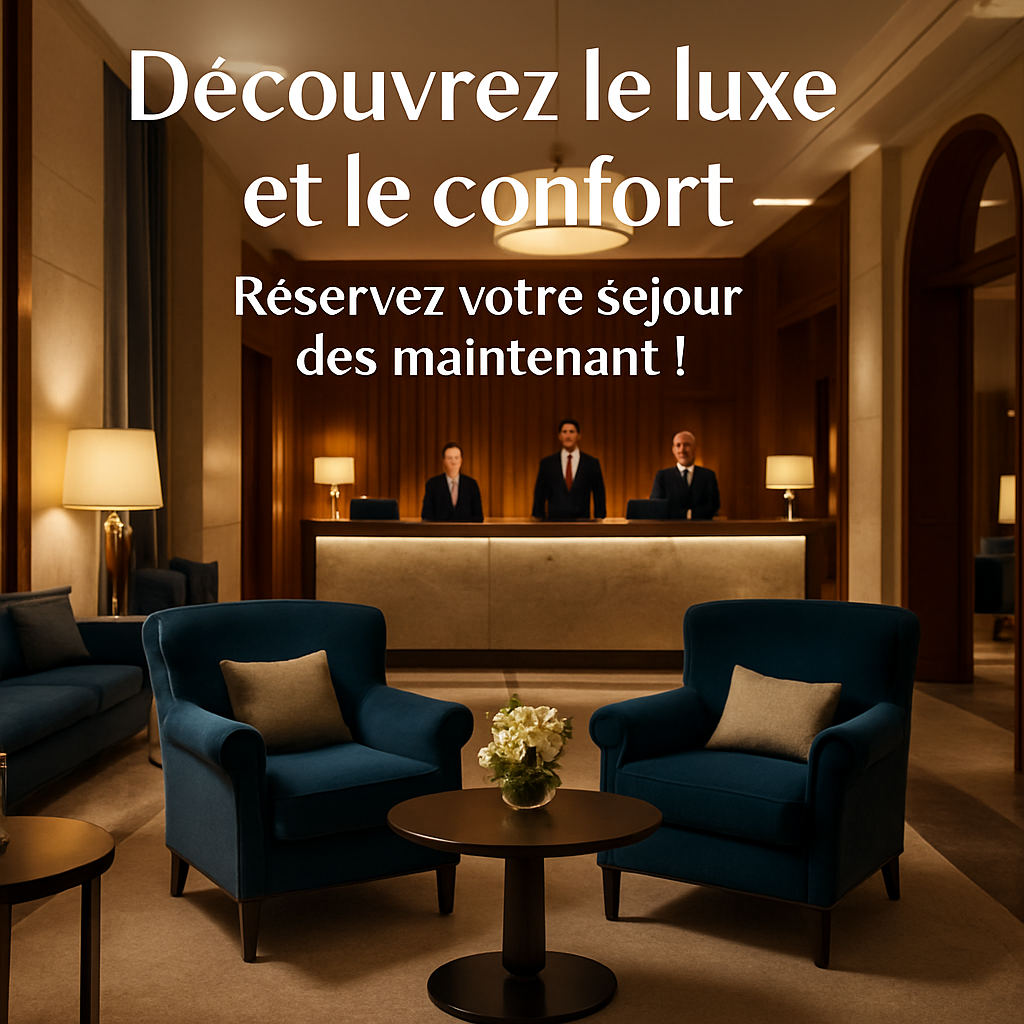 Découvrez le luxe
et le confort
Réservez votre śejour
des maintenant !